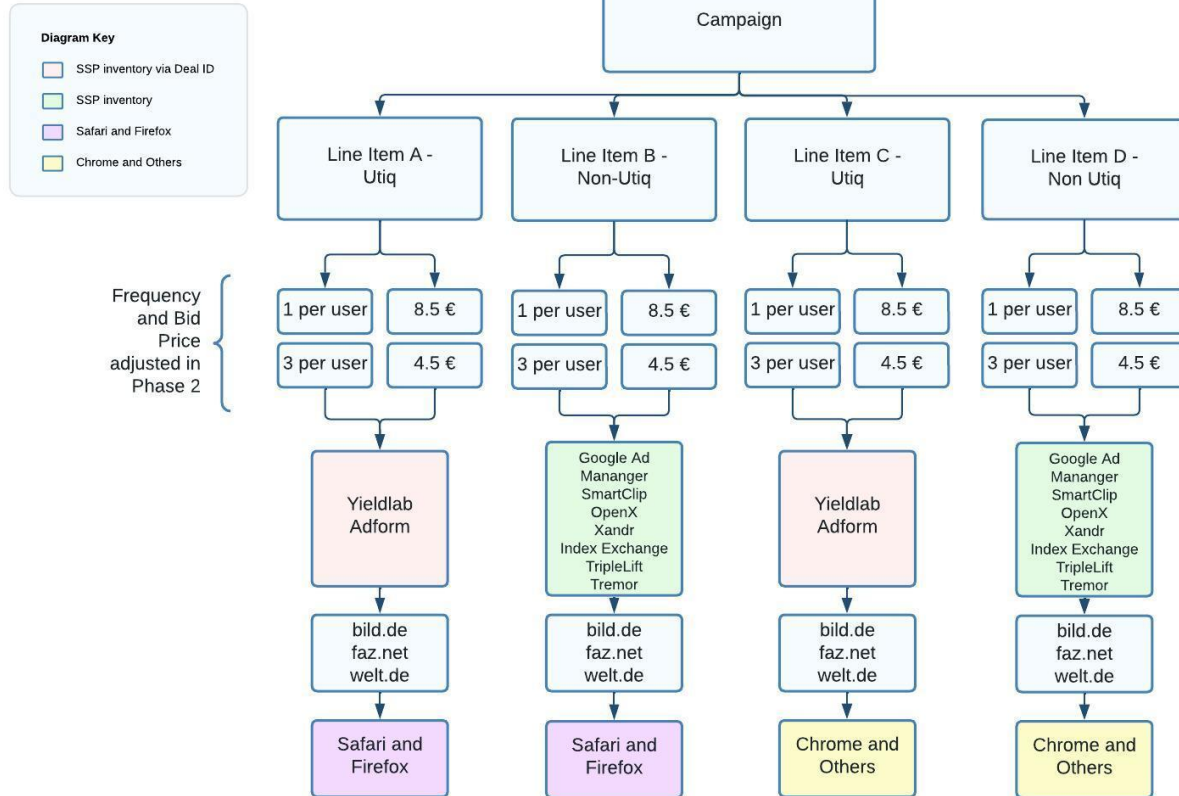 Campaign
Diagram Key
SSP inventory via Deal ID
SSP inventory
Safari and Firefox
Chrome and Others
Line Item A -
Utiq
Line Item B -
Non-Utiq
Line Item C -
Utiq
Line Item D -
Non Utiq
Frequency
and Bid
Price
adjusted in
Phase 2
1 per user
8.5 €
3 per user
4.5 €
1 per user
8.5 €
3 per user
4.5 €
1 per user
8.5 €
3 per user
4.5 €
1 per user
8.5 €
3 per user
4.5 €
Yieldlab
Adform
Google Ad
Mananger
SmartClip
OpenX
Xandr
Index Exchange
TripleLift
Tremor
Yieldlab
Adform
Google Ad
Mananger
SmartClip
OpenX
Xandr
Index Exchange
TripleLift
Tremor
bild.de
faz.net
welt.de
bild.de
faz.net
welt.de
bild.de
faz.net
welt.de
bild.de
faz.net
welt.de
Safari and
Firefox
Safari and
Firefox
Chrome and
Others
Chrome and
Others